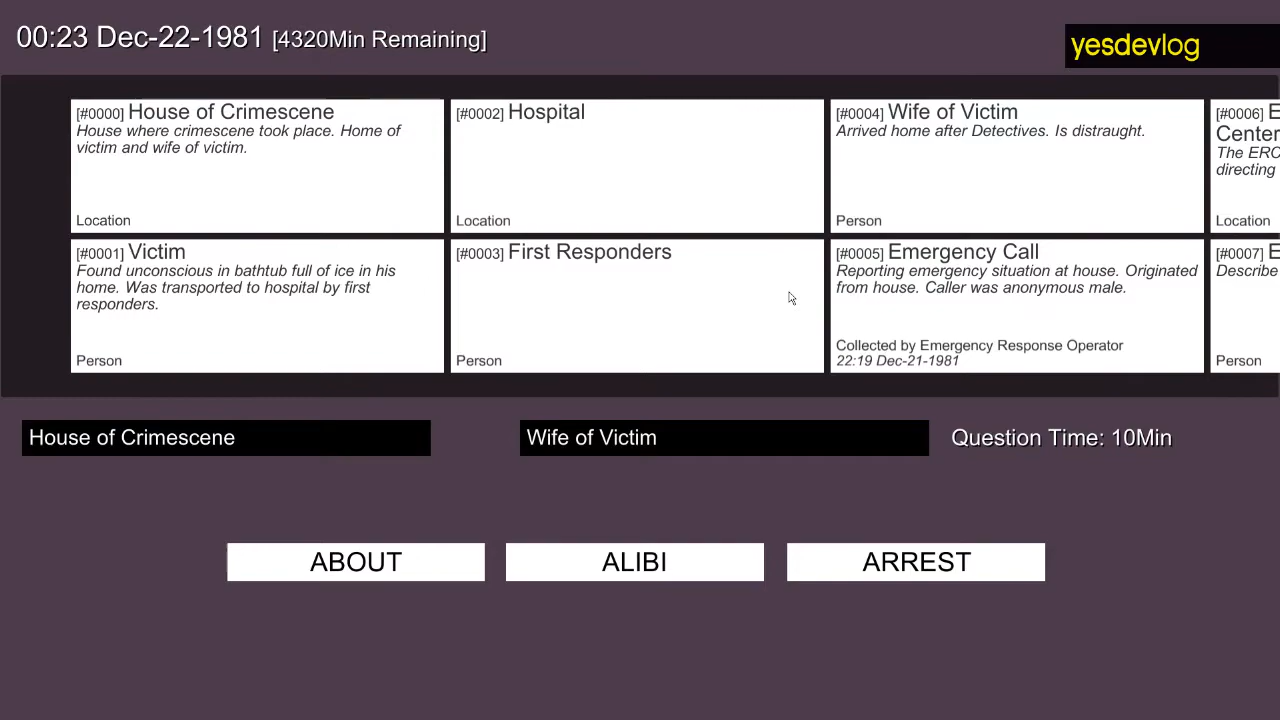 00:23 Dec-22-1981 [4320Min Remaining]
yesdevlog
[#0000] House of Crimescene
House where crimescene took place. Home of
victim and wife of victim.
Location
[#0002] Hospital
Location
[#0004] Wife of Victim
Arrived home after Detectives. Is distraught.
Person
[#0006] E
Center
The ERC
directing
Location
[#0001] Victim
Found unconscious in bathtub full of ice in his
home. Was transported to hospital by first
responders.
Person
[#0003] First Responders
Person
[#0005] Emergency Call
Reporting emergency situation at house. Originated
from house. Caller was anonymous male.
Collected by Emergency Response Operator
22:19 Dec-21-1981
[#0007] E
Describe
Person
House of Crimescene
Wife of Victim
Question Time: 10Min
ABOUT
ALIBI
ARREST